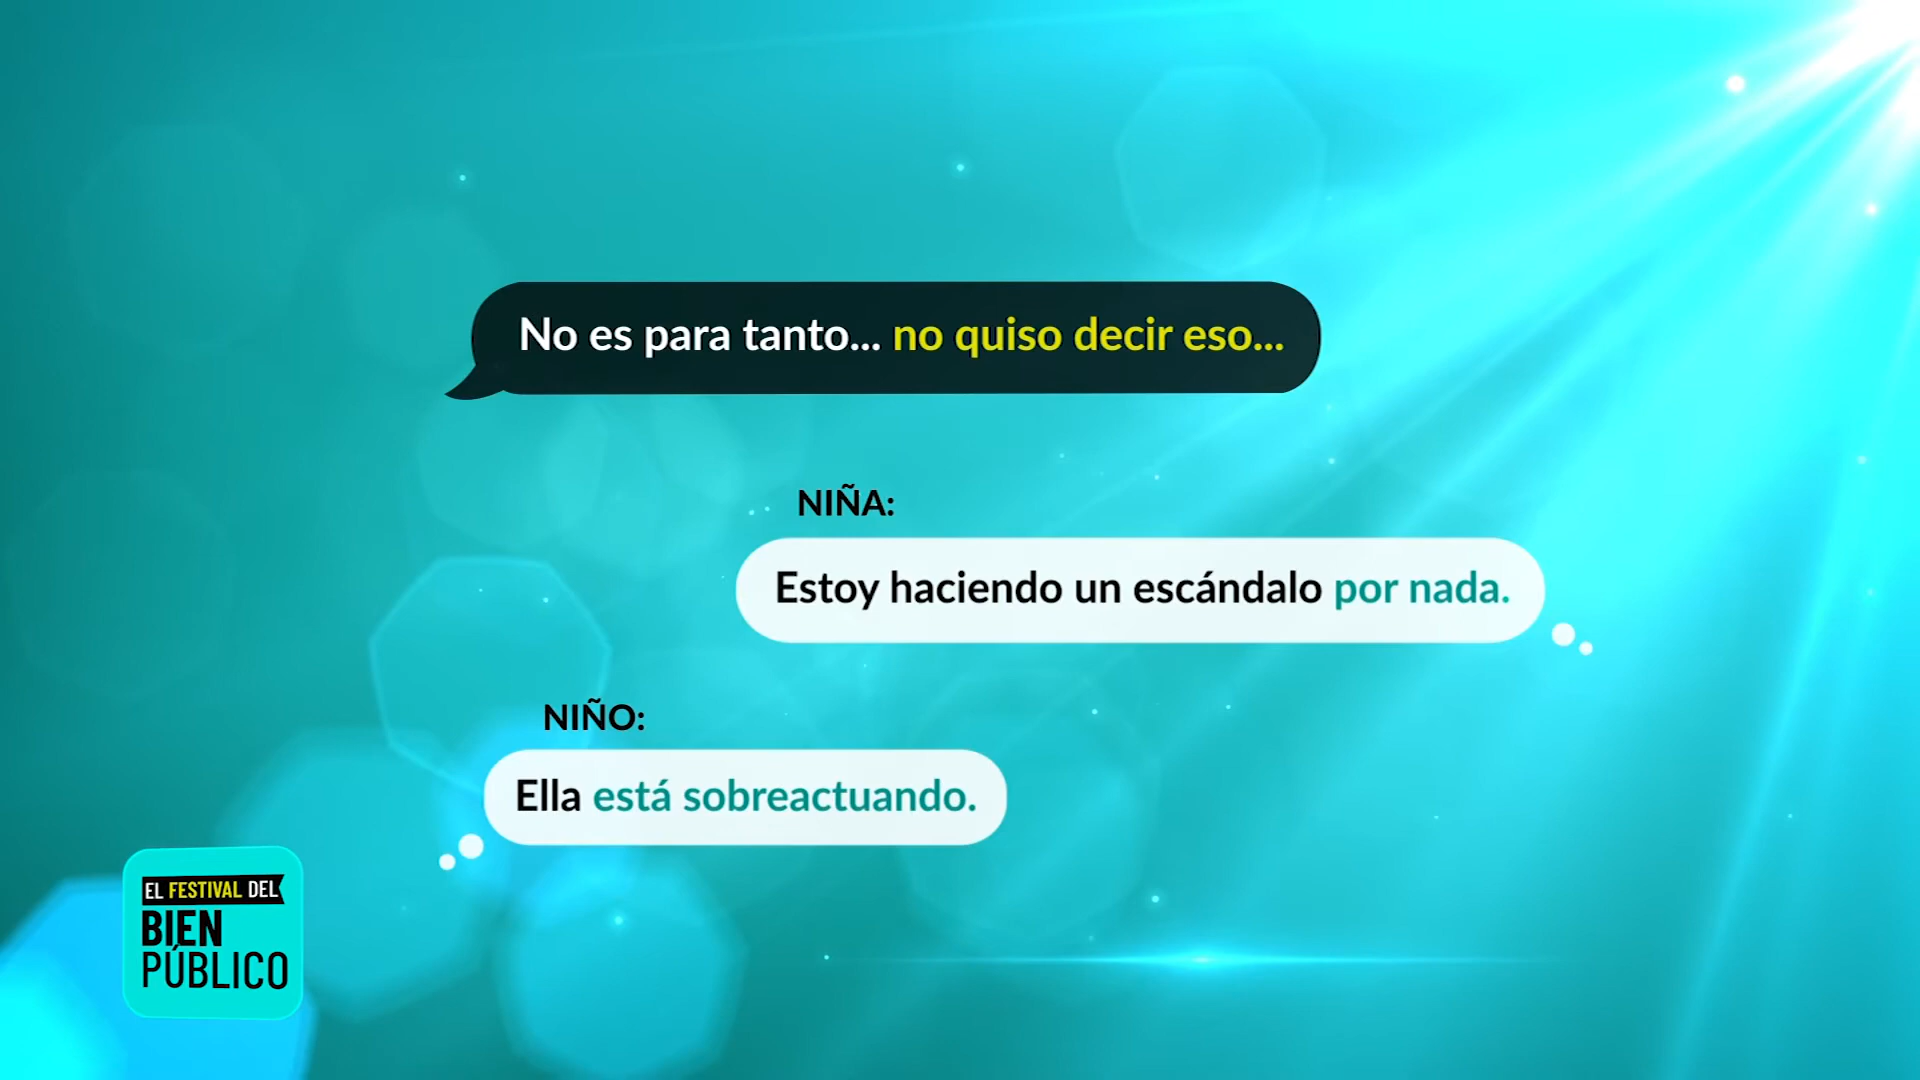 No es para tanto... no quiso decir eso...
NIÑA:
Estoy haciendo un escándalo por nada.
NIÑO:
Ella está sobreactuando.
EL FESTIVAL DEL
BIEN
PÚBLICO